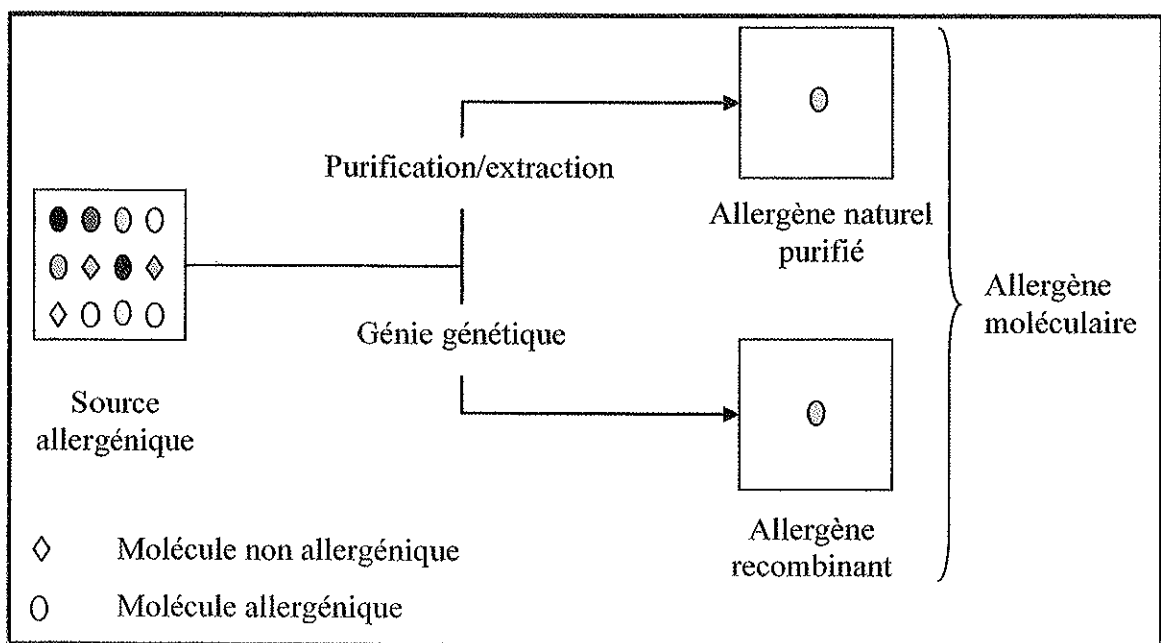 Purification/extraction
Allergène naturel
purifié
Génie génétique
Allergène
moléculaire
Source
allergénique
Allergène
recombinant
Molécule non allergénique
Molécule allergénique